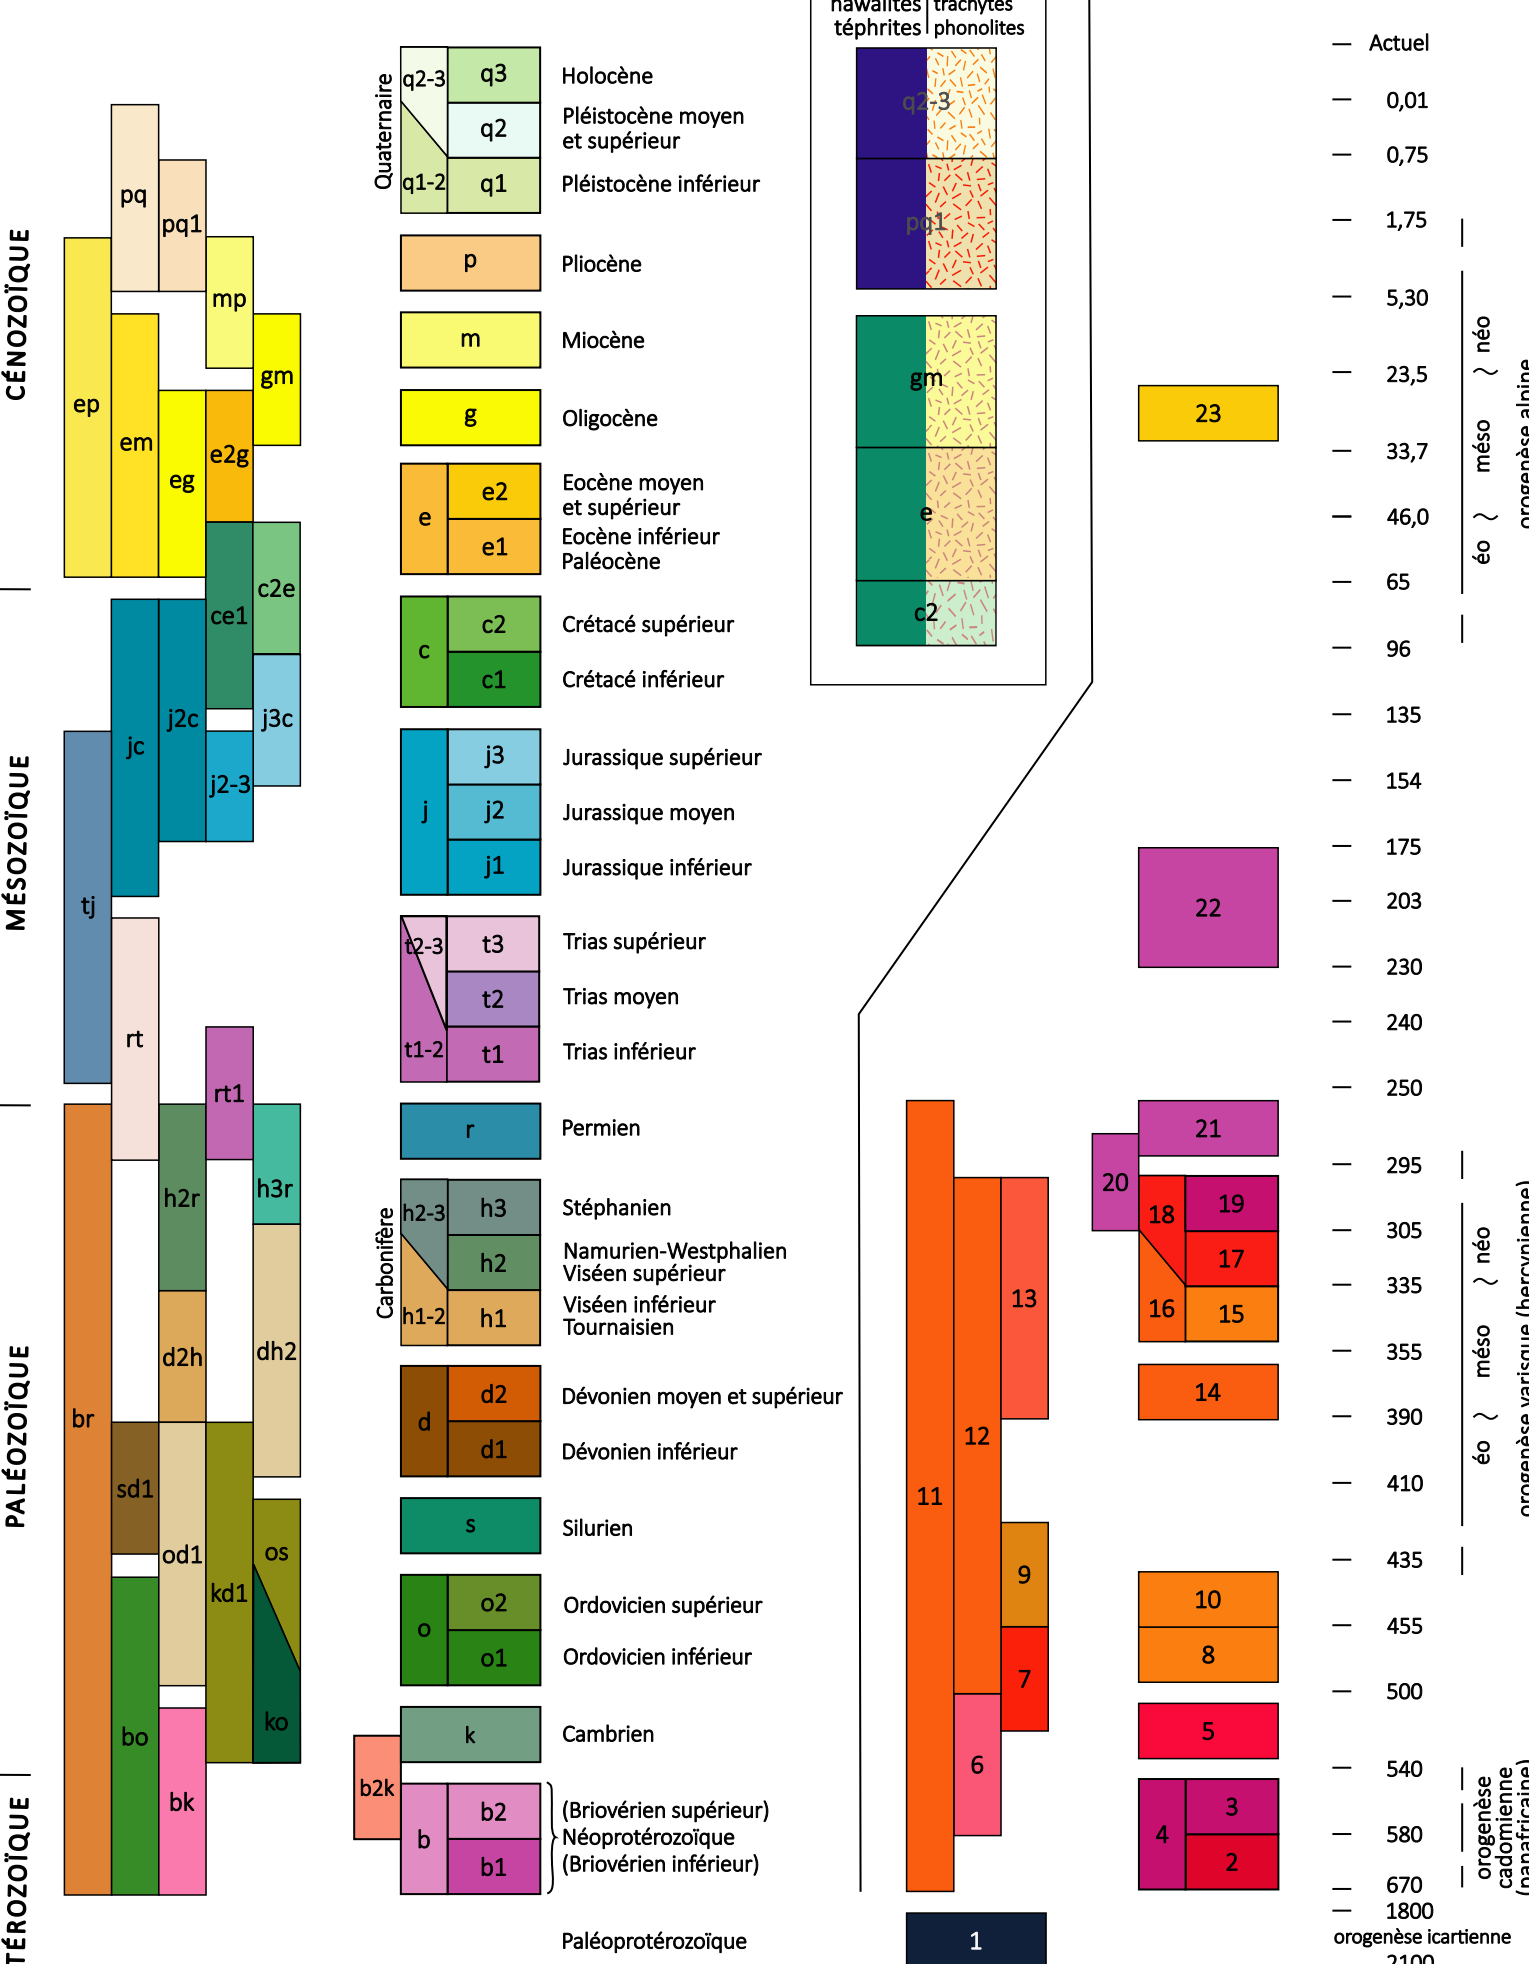 hawaïtes
trachytes
téphrites
phonolites
CÉNOZOÏQUE
MÉSOZOÏQUE
PALÉOZOÏQUE
pq
pq1
mp
gm
ep
em
eg
e2g
ce1
c2e
jc
j2c
j3c
j2-3
tj
rt
rt1
br
h2r
h3r
d2h
dh2
sd1
od1
kd1
os
ko
bo
bk
Quaternaire
q2-3
q3
Holocène
q2
Pléistocène moyen
et supérieur
q1-2
q1
Pléistocène inférieur
p
Pliocène
m
Miocène
g
Oligocène
e
e2
Eocène moyen
et supérieur
e1
Eocène inférieur
Paléocène
c
c2
Crétacé supérieur
c1
Crétacé inférieur
j
j3
Jurassique supérieur
j2
Jurassique moyen
j1
Jurassique inférieur
t2-3
t3
Trias supérieur
t2
Trias moyen
t1-2
t1
Trias inférieur
r
Permien
Carbonifère
h2-3
h3
Stéphanien
h2
Namurien-Westphalien
Viséen supérieur
h1-2
h1
Viséen inférieur
Tournaisien
d
d2
Dévonien moyen et supérieur
d1
Dévonien inférieur
s
Silurien
o
o2
Ordovicien supérieur
o1
Ordovicien inférieur
k
Cambrien
b2k
b
b2
(Briovérien supérieur)
Néoprotérozoïque
b1
(Briovérien inférieur)
Paléoprotérozoïque
q2-3
pq1
gm
e
c2
23
22
21
20
19
18
17
16
15
14
13
12
11
10
9
8
7
6
5
4
3
2
1
Actuel
0,01
0,75
1,75
5,30
23,5
33,7
46,0
65
96
135
154
175
203
230
240
250
295
305
335
355
390
410
435
455
500
540
580
670
1800
orogenèse icartienne
2100
néo
méso
éo
orogenèse alpine
néo
méso
éo
orogenèse varisque (hercynienne)
orogenèse
cadomienne
(panafricaine)